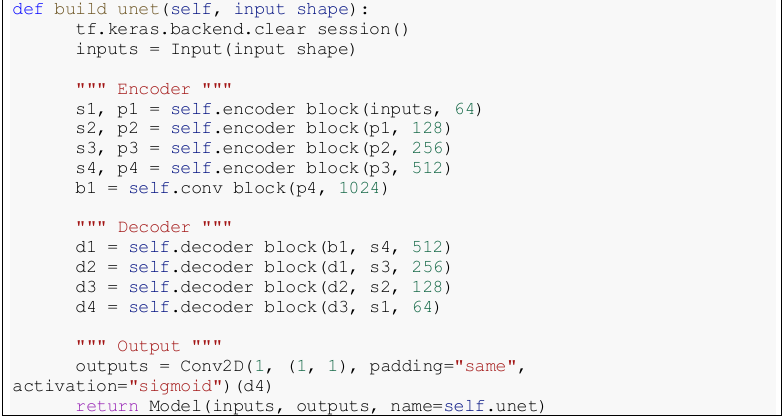 def build unet(self, input shape):
tf.keras.backend.clear session()
inputs = Input(input shape)
""" Encoder """
s1, p1 = self.encoder block(inputs, 64)
s2, p2 = self.encoder block(p1, 128)
s3, p3 = self.encoder block(p2, 256)
s4, p4 = self.encoder block(p3, 512)
b1 = self.conv block(p4, 1024)
""" Decoder """
d1 = self.decoder block(b1, s4, 512)
d2 = self.decoder block(d1, s3, 256)
d3 = self.decoder block(d2, s2, 128)
d4 = self.decoder block(d3, s1, 64)
""" Output """
outputs = Conv2D(1, (1, 1), padding="same",
activation="sigmoid")(d4)
return Model(inputs, outputs, name=self.unet)